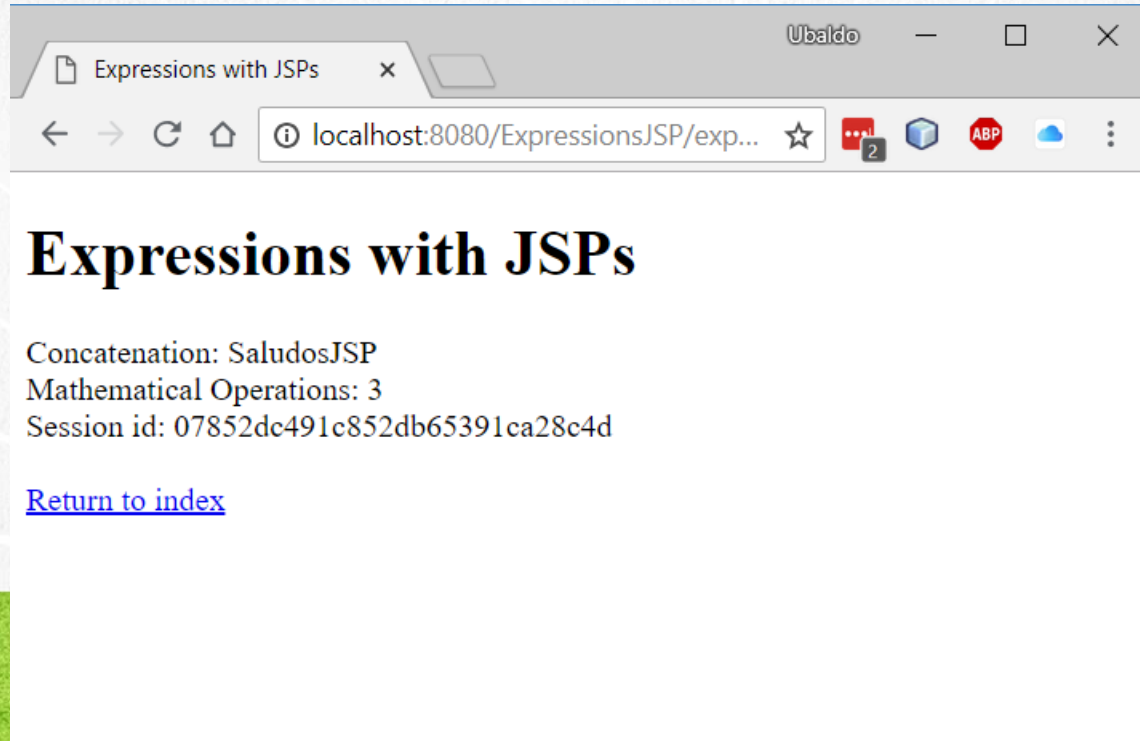 Ubaldo
Expressions with JSPs
localhost:8080/ExpressionsJSP/exp...
2
ABP
Expressions with JSPs
Concatenation: SaludosJSP
Mathematical Operations: 3
Session id: 07852dc491c852db65391ca28c4d
Return to index